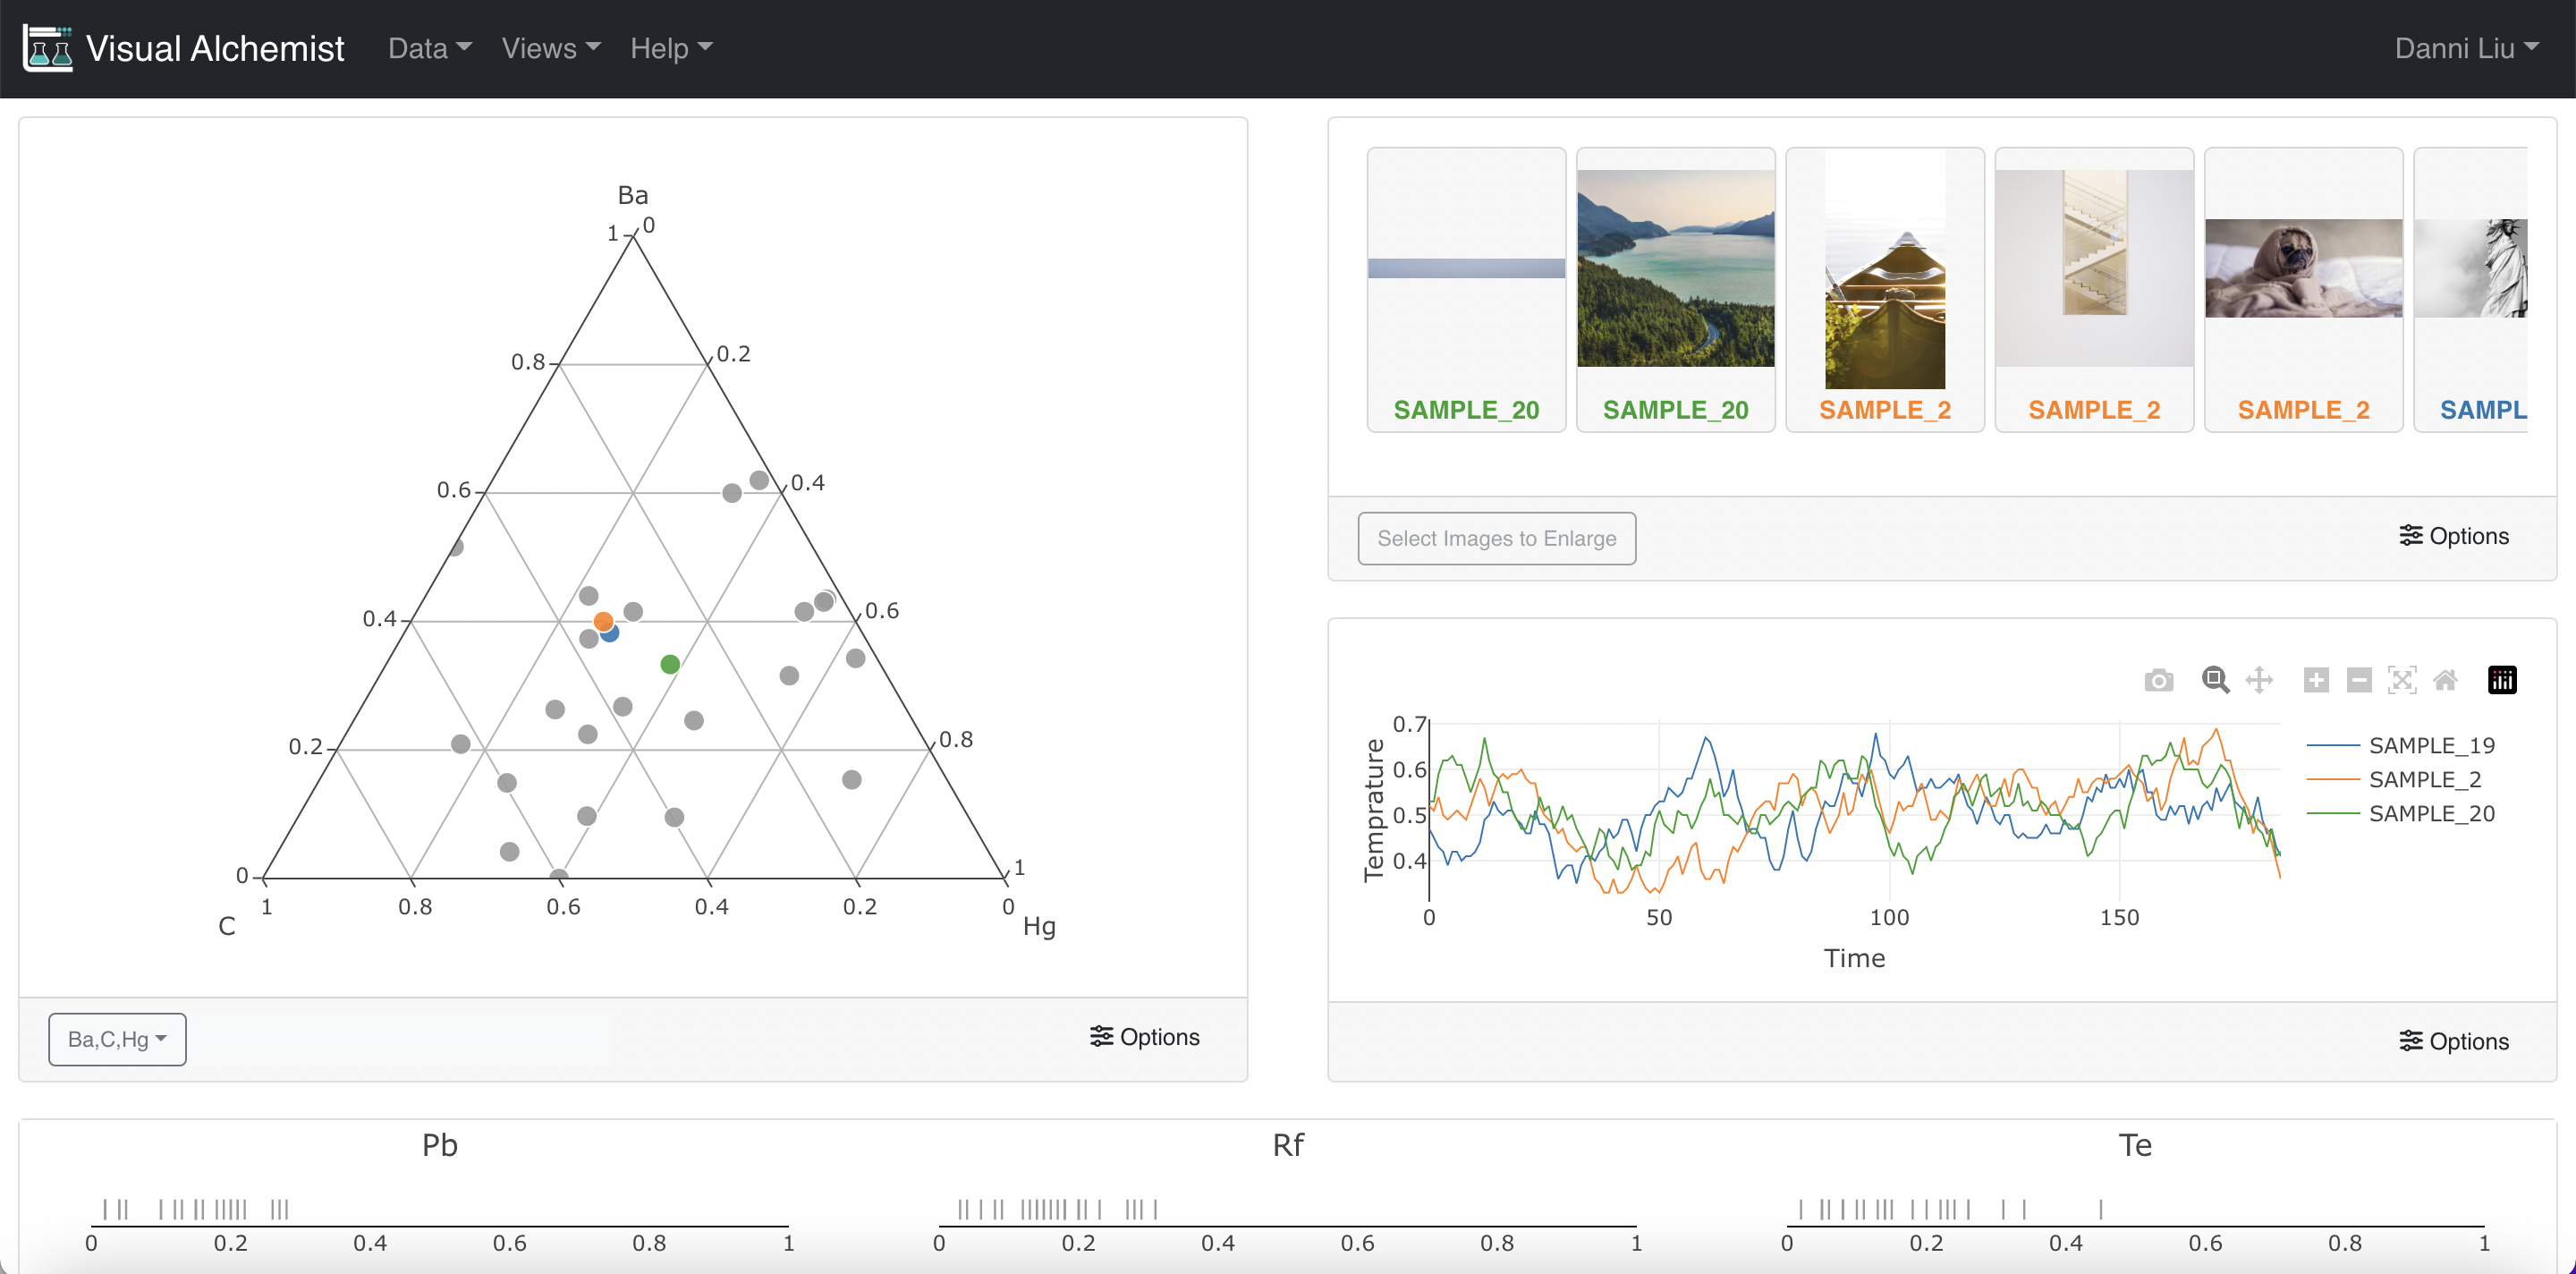 Visual Alchemist Data Views Help Danni Liu
Ba
1 0
0.8 0.2
0.6 0.4
0.4 0.6
0.2 0.8
0 1
1 0.8 0.6 0.4 0.2 0
C Hg
Ba,C,Hg Options
SAMPLE_20 SAMPLE_20 SAMPLE_2 SAMPLE_2 SAMPLE_2 SAMPL
Select Images to Enlarge Options
Temprature
0.7
0.6
0.5
0.4
0 50 100 150
Time
SAMPLE_19
SAMPLE_2
SAMPLE_20
Options
Pb
0 0.2 0.4 0.6 0.8 1
Rf
0 0.2 0.4 0.6 0.8 1
Te
0 0.2 0.4 0.6 0.8 1